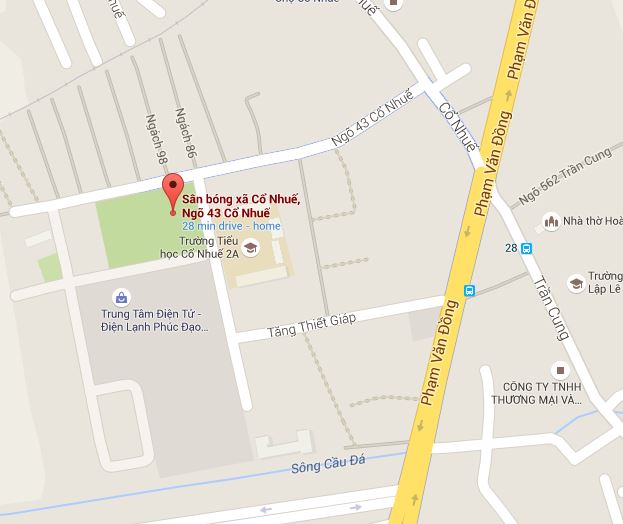 Chợ Cổ Nhuế
Nhuế
Phạm Văn Đ
Cổ Nhuế
Ngõ 43 Cổ Nhuế
Phạm Văn Đồng
Ngách 98
Ngách 86
Ngõ 562 Trần Cung
Sân bóng xã Cổ Nhuế,
Ngõ 43 Cổ Nhuế
28 min drive - home
Trường Tiểu
học Cổ Nhuế 2A
Nhà thờ Hoà
28
Trần Cung
Trường
Lập Lê
Trung Tâm Điện Tử -
Điện Lạnh Phúc Đạo...
Tăng Thiết Giáp
Phạm Văn Đồng
CÔNG TY TNHH
THƯƠNG MẠI VÀ...
Sông Cầu Đá